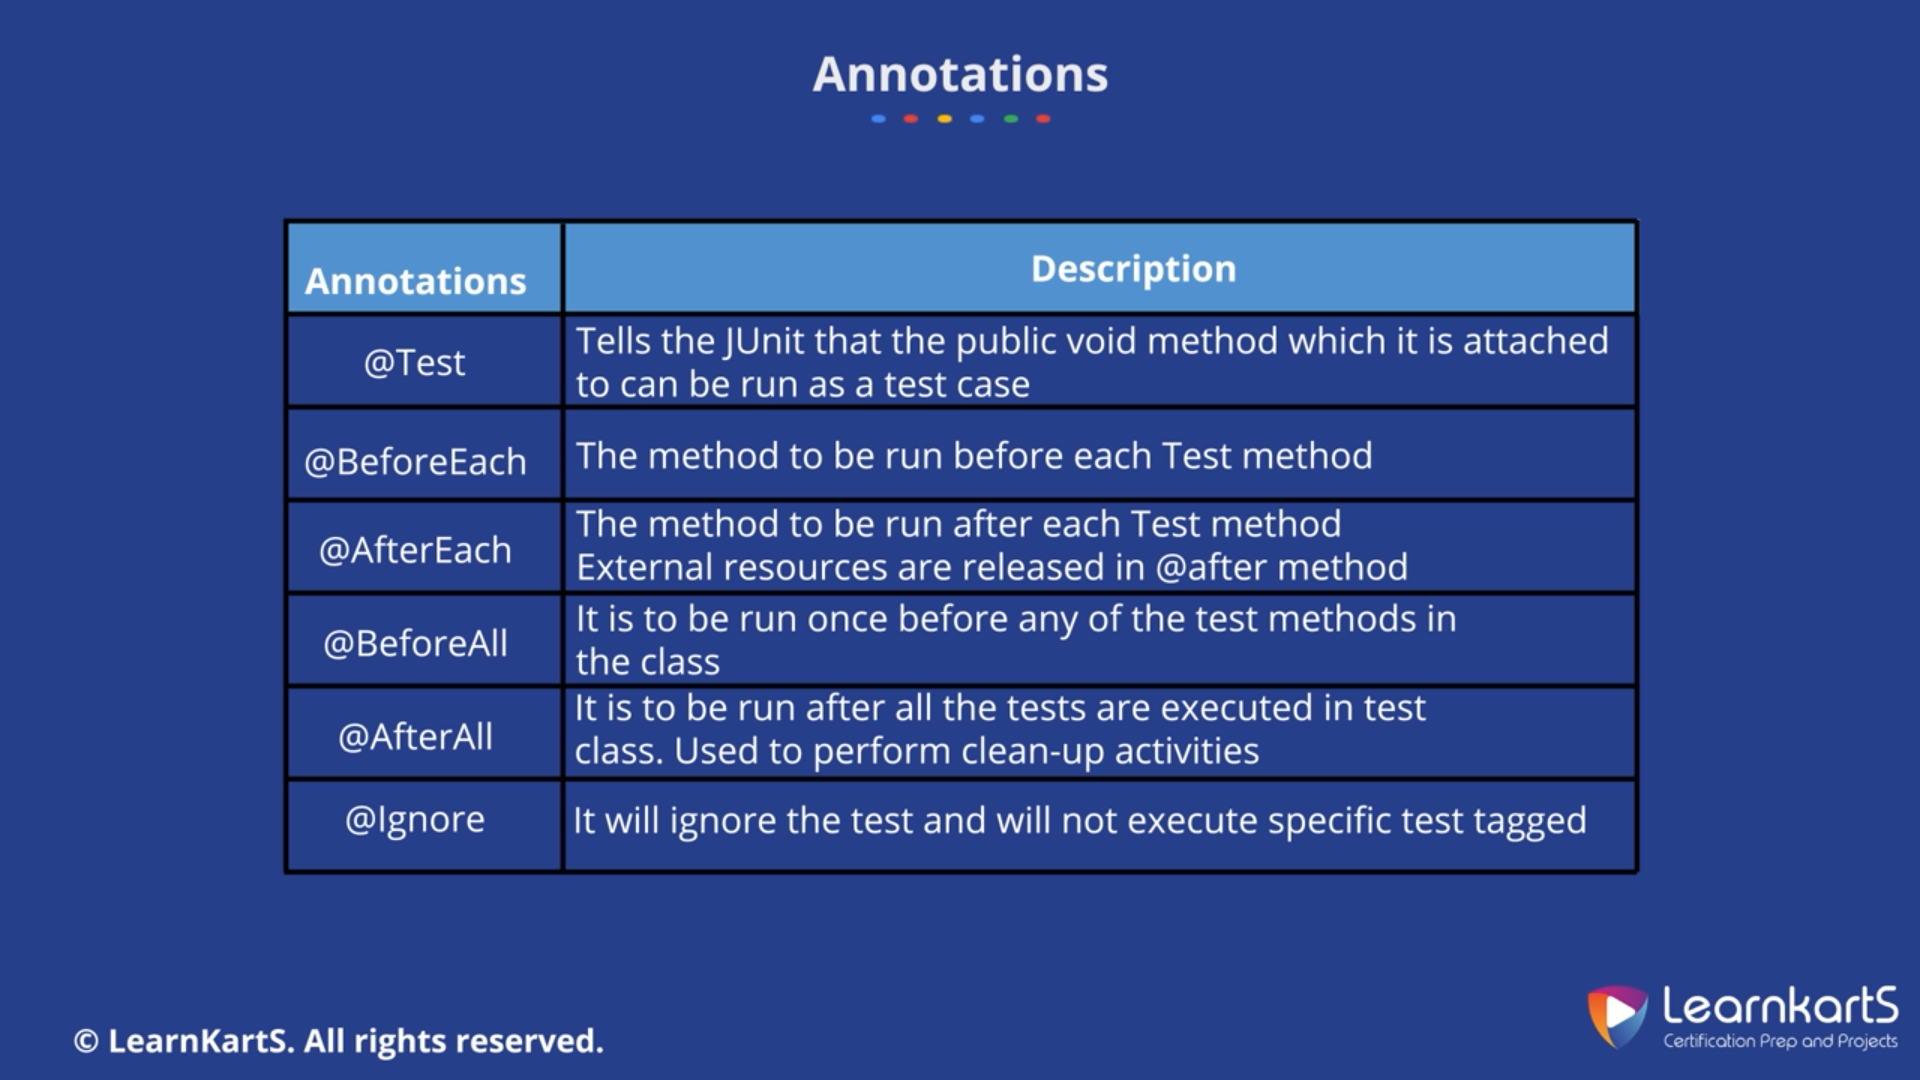 Annotations
Annotations
Description
@Test
Tells the JUnit that the public void method which it is attached
to can be run as a test case
@BeforeEach
The method to be run before each Test method
@AfterEach
The method to be run after each Test method
External resources are released in @after method
@BeforeAll
It is to be run once before any of the test methods in
the class
@AfterAll
It is to be run after all the tests are executed in test
class. Used to perform clean-up activities
@Ignore
It will ignore the test and will not execute specific test tagged
© LearnKartS. All rights reserved.
LearnkartS
Certification Prep and Projects